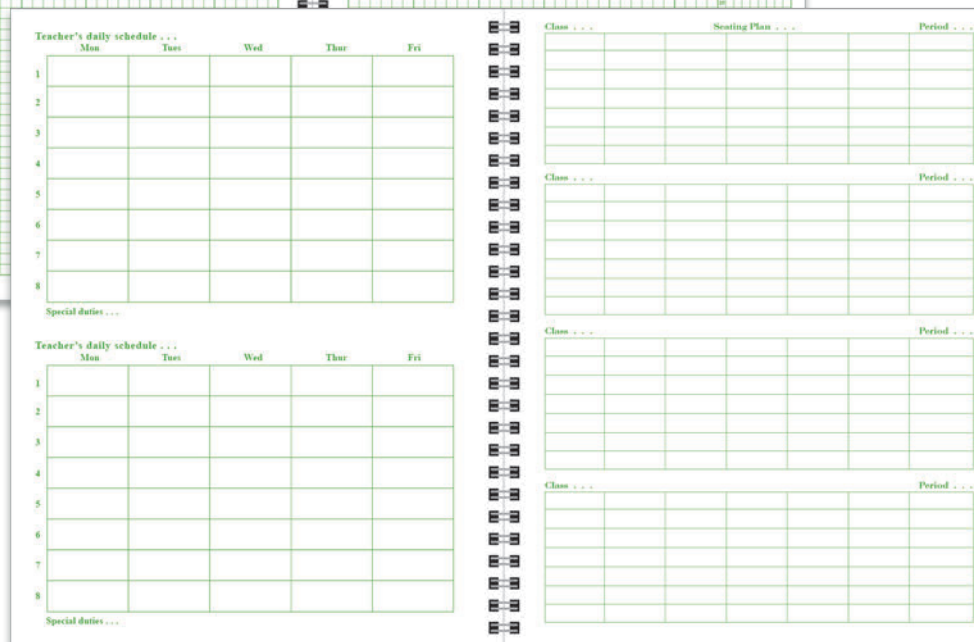 Teacher's daily schedule . . .
Mon Tues Wed Thur Fri
1
2
3
4
5
6
7
8
Special duties . . .
Teacher's daily schedule . . .
Mon Tues Wed Thur Fri
1
2
3
4
5
6
7
8
Special duties . . .
Class . . . Seating Plan . . . Period . . .
Class . . . Period . . .
Class . . . Period . . .
Class . . . Period . . .